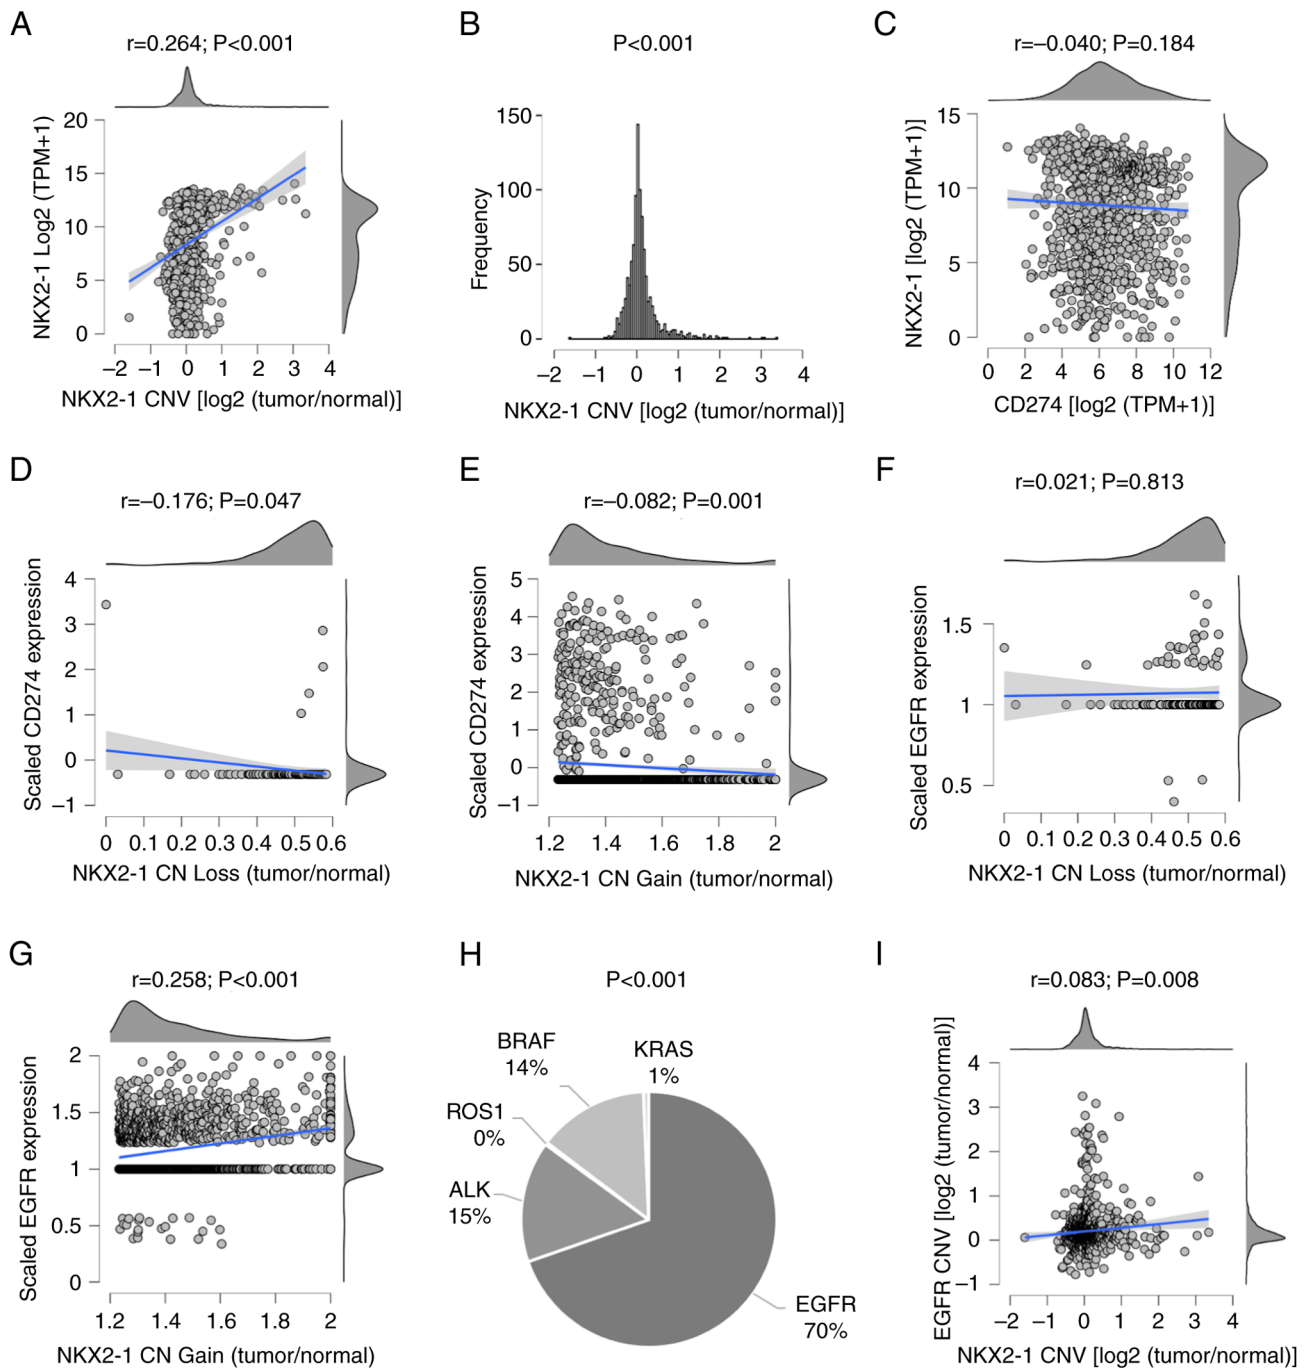 A
r=0.264; P<0.001
NKX2-1 Log2 (TPM+1)
20
15
10
5
0
−2 −1 0 1 2 3 4
NKX2-1 CNV [log2 (tumor/normal)]
B
P<0.001
Frequency
150
100
50
0
−2 −1 0 1 2 3 4
NKX2-1 CNV [log2 (tumor/normal)]
C
r=−0.040; P=0.184
NKX2-1 [log2 (TPM+1)]
15
10
5
0
0 2 4 6 8 10 12
CD274 [log2 (TPM+1)]
D
r=−0.176; P=0.047
Scaled CD274 expression
4
3
2
1
0
−1
0 0.1 0.2 0.3 0.4 0.5 0.6
NKX2-1 CN Loss (tumor/normal)
E
r=−0.082; P=0.001
Scaled CD274 expression
5
4
3
2
1
0
−1
1.2 1.4 1.6 1.8 2
NKX2-1 CN Gain (tumor/normal)
F
r=0.021; P=0.813
Scaled EGFR expression
1.5
1
0.5
0 0.1 0.2 0.3 0.4 0.5 0.6
NKX2-1 CN Loss (tumor/normal)
G
r=0.258; P<0.001
Scaled EGFR expression
2
1.5
1
0.5
0
1.2 1.4 1.6 1.8 2
NKX2-1 CN Gain (tumor/normal)
H
P<0.001
BRAF
14%
KRAS
1%
ROS1
0%
ALK
15%
EGFR
70%
I
r=0.083; P=0.008
EGFR CNV [log2 (tumor/normal)]
4
3
2
1
0
−1
−2 −1 0 1 2 3 4
NKX2-1 CNV [log2 (tumor/normal)]